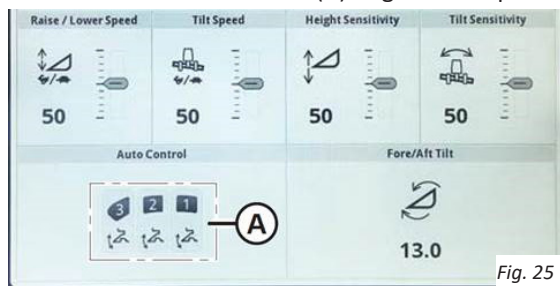 Raise / Lower Speed
Tilt Speed
Height Sensitivity
Tilt Sensitivity
50
50
50
50
Auto Control
Fore/Aft Tilt
3 2 1
A
13.0
Fig. 25